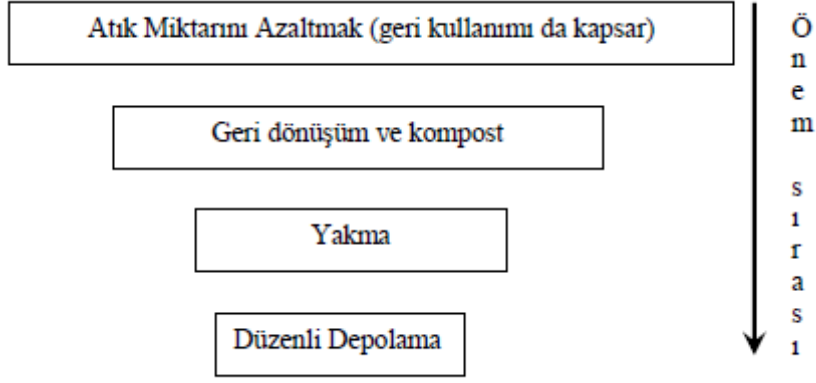 Atık Miktarını Azaltmak (geri kullanımı da kapsar)
Geri dönüşüm ve kompost
Yakma
Düzenli Depolama
Önem sırası